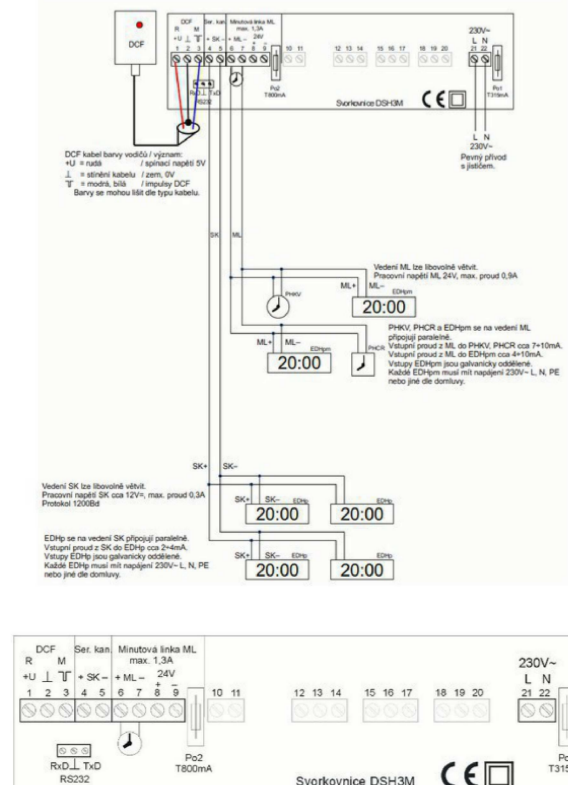 DCF
DCF Ser. kan. Minutová linka ML
R M max. 1,3A
+U ⊥ + SK – + ML – 24V
+ –
1 2 3 4 5 6 7 8 9 10 11 12 13 14 15 16 17 18 19 20 21 22
230V~
L N
RxD⊥ TxD
RS232
Po2
T800mA
Svorkovnice DSH3M
CE
Po1
T315mA
L N
230V~
Pevný přívod
s jističem.
DCF kabel barvy vodičů / význam:
+U = rudá / spínací napětí 5V
⊥ = stínění kabelu / zem, 0V
= modrá, bílá / impulsy DCF
Barvy se mohou lišit dle typu kabelu.
SK ML
Vedení ML lze libovolně větvit.
Pracovní napětí ML 24V, max. proud 0,9A
ML+ ML–
EDHpm
PHKV
20:00
PHKV, PHCR a EDHpm se na vedení ML
připojují paralelně.
Vstupní proud z ML do PHKV, PHCR cca 7÷10mA.
Vstupní proud z ML do EDHpm cca 4÷10mA.
Vstupy EDHpm jsou galvanicky oddělené.
Každé EDHpm musí mít napájení 230V~ L, N, PE
nebo jiné dle domluvy.
ML+ ML–
EDHpm
PHCR
20:00
SK+ SK–
Vedení SK lze libovolně větvit.
Pracovní napětí SK cca 12V=, max. proud 0,3A
Protokol 1200Bd
SK+ SK– EDHp EDHp
20:00 20:00
EDHp se na vedení SK připojují paralelně.
Vstupní proud z SK do EDHp cca 2÷4mA.
Vstupy EDHp jsou galvanicky oddělené.
Každé EDHp musí mít napájení 230V~ L, N, PE
nebo jiné dle domluvy.
SK+ SK– EDHp EDHp
20:00 20:00
DCF Ser. kan. Minutová linka ML
R M max. 1,3A
+U ⊥ + SK – + ML – 24V
+ –
1 2 3 4 5 6 7 8 9 10 11 12 13 14 15 16 17 18 19 20 21 22
230V~
L N
RxD⊥ TxD
RS232
Po2
T800mA
Svorkovnice DSH3M
CE
Po
T315